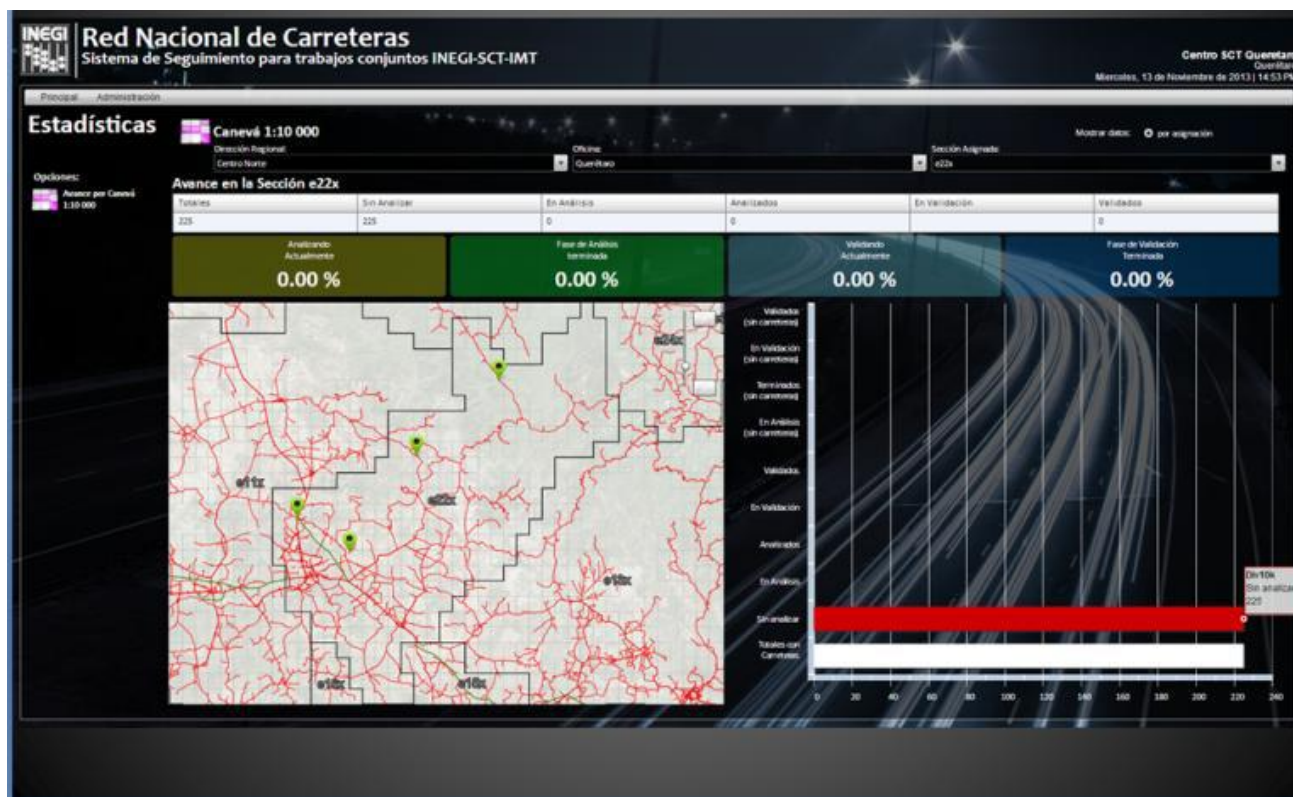 INEGI
Red Nacional de Carreteras
Sistema de Seguimiento para trabajos conjuntos INEGI-SCT-IMT
Centro SCT Queretar
Querétaro
Miercoles, 13 de Noviembre de 2013 | 14:53 PM
Principal Administración
Estadísticas
Canevá 1:10 000
Mostrar datos: por asignación
Dirección Regional: Oficina: Sección Asignada:
Centro Norte Querétaro e22x
Opciones:
Avance por Canevá
1:10 000
Avance en la Sección e22x
Totales Sin Analizar En Análisis Analizados En Validación Validados
225 225 0 0 0
Analizando
Actualmente
0.00 %
Fase de Análisis
terminada
0.00 %
Validando
Actualmente
0.00 %
Fase de Validación
Terminada
0.00 %
e24x
e11x
e22x
e13x
e16x
e18x
Validados
(sin carreteras)
En Validación
(sin carreteras)
Terminados
(sin carreteras)
En Análisis
(sin carreteras)
Validados
En Validación
Analizados
En Análisis
Sin analizar
Totales con
Carreteras
Div10k
Sin analiza
225
0 20 40 60 80 100 120 140 160 180 200 220 240